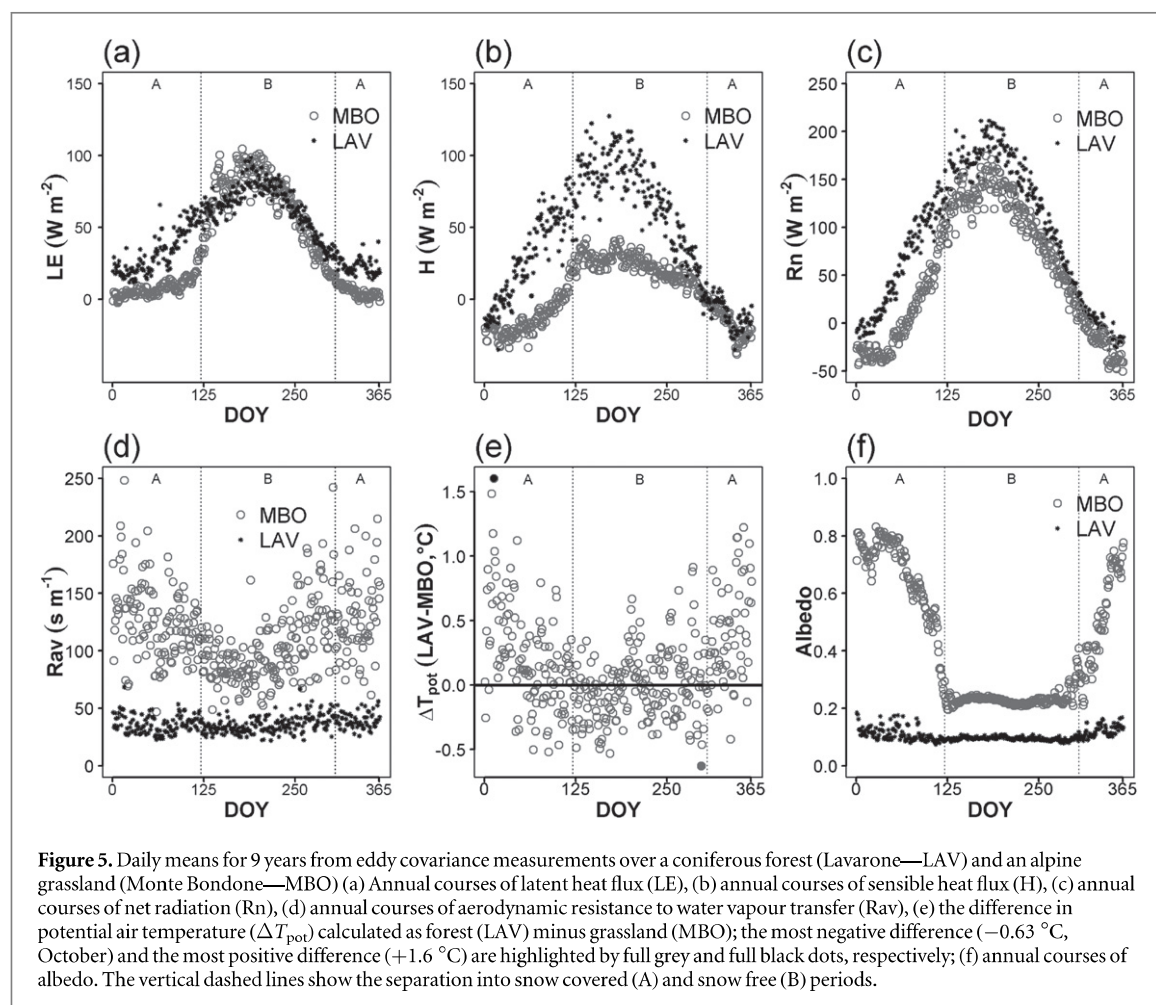 (a)
LE (W m-2)
150
100
50
0
A
B
A
MBO
LAV
0
125
250
365
DOY
(b)
H (W m-2)
150
100
50
0
A
B
A
MBO
LAV
0
125
250
365
DOY
(c)
Rn (W m-2)
250
200
150
100
50
0
-50
A
B
A
MBO
LAV
0
125
250
365
DOY
(d)
Rav (s m-1)
250
200
150
100
50
0
A
B
A
MBO
LAV
0
125
250
365
DOY
(e)
ΔTpot (LAV-MBO,°C)
1.5
1.0
0.5
0.0
-0.5
A
B
A
0
125
250
365
DOY
(f)
Albedo
1.0
0.8
0.6
0.4
0.2
0.0
A
B
A
MBO
LAV
0
125
250
365
DOY
Figure 5. Daily means for 9 years from eddy covariance measurements over a coniferous forest (Lavarone—LAV) and an alpine
grassland (Monte Bondone—MBO) (a) Annual courses of latent heat flux (LE), (b) annual courses of sensible heat flux (H), (c) annual
courses of net radiation (Rn), (d) annual courses of aerodynamic resistance to water vapour transfer (Rav), (e) the difference in
potential air temperature (ΔTpot) calculated as forest (LAV) minus grassland (MBO); the most negative difference (−0.63 °C,
October) and the most positive difference (+1.6 °C) are highlighted by full grey and full black dots, respectively; (f) annual courses of
albedo. The vertical dashed lines show the separation into snow covered (A) and snow free (B) periods.